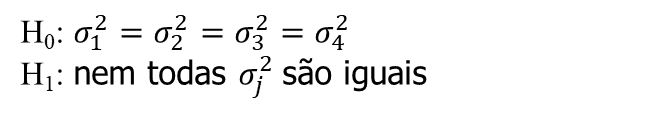 H₀: σ₁² = σ₂² = σ₃² = σ₄²
H₁: nem todas σⱼ² são iguais